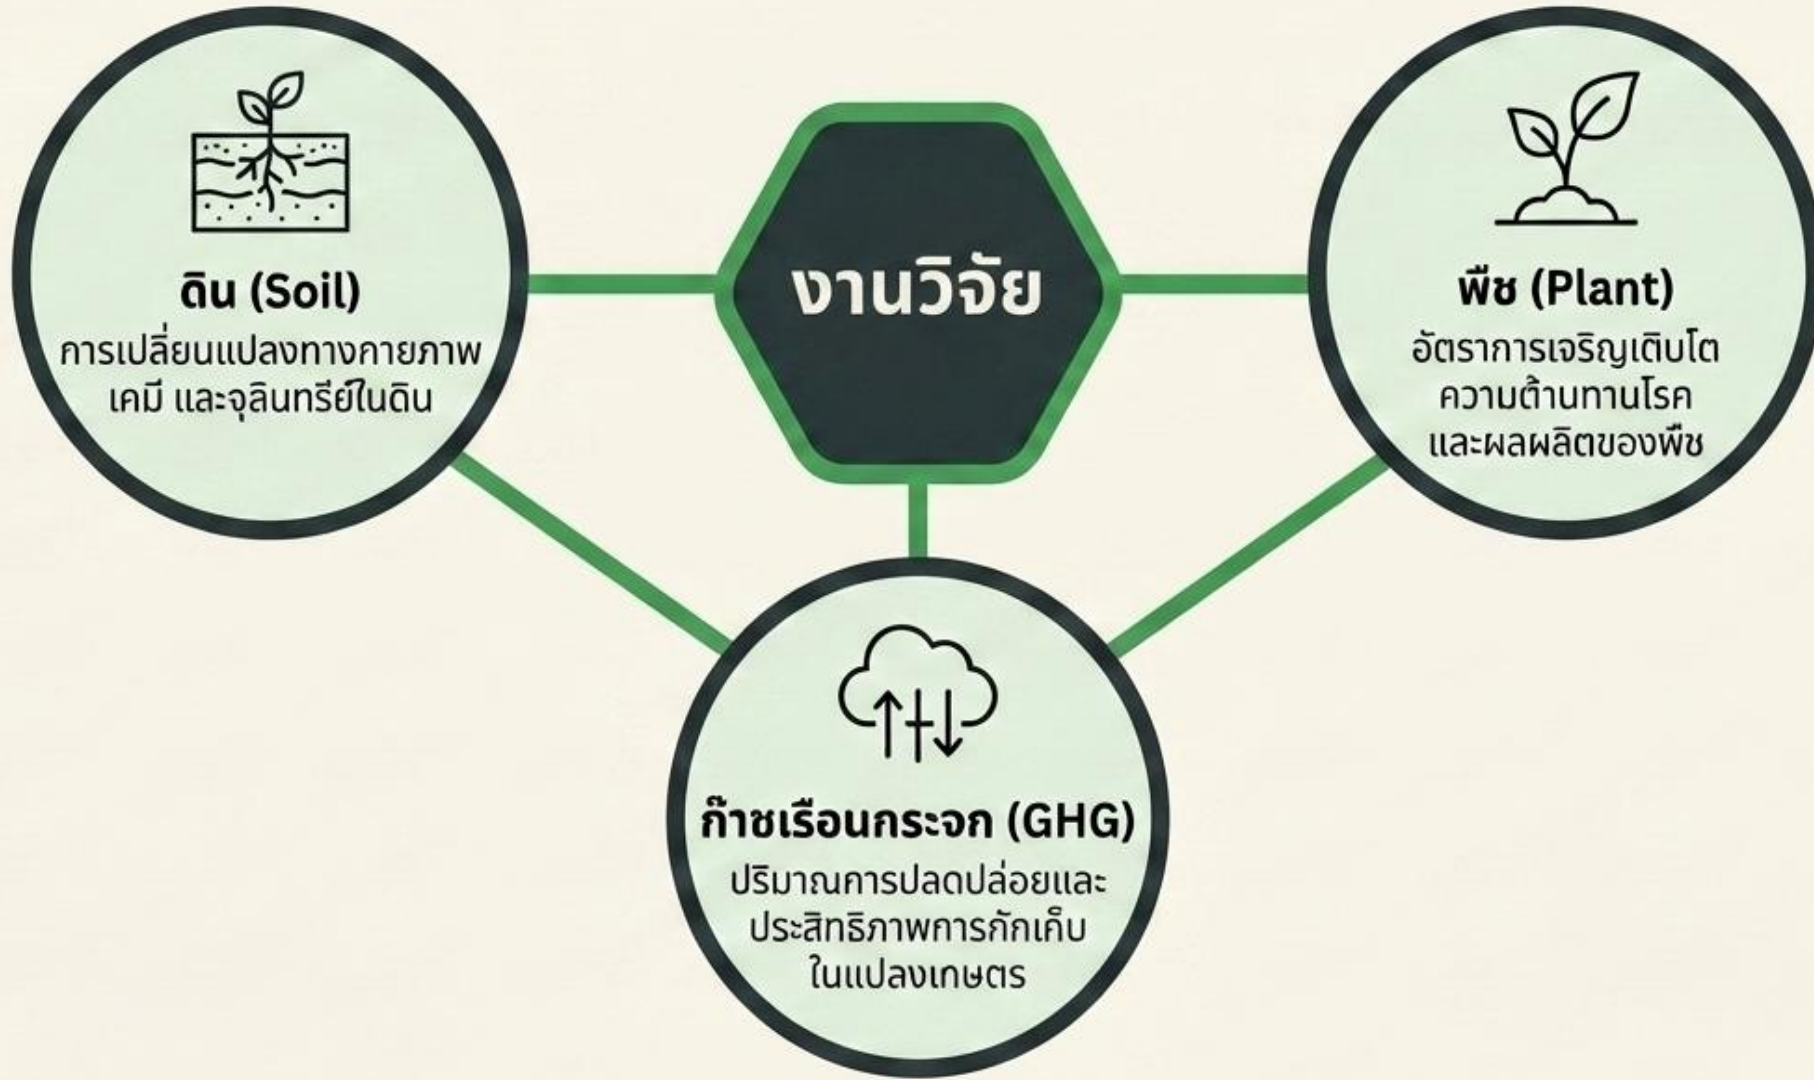 ดิน (Soil)
การเปลี่ยนแปลงทางกายภาพ
เคมี และจุลินทรีย์ในดิน
งานวิจัย
พืช (Plant)
อัตราการเจริญเติบโต
ความต้านทานโรค
และผลผลิตของพืช
ก๊าซเรือนกระจก (GHG)
ปริมาณการปลดปล่อยและ
ประสิทธิภาพการกักเก็บ
ในแปลงเกษตร